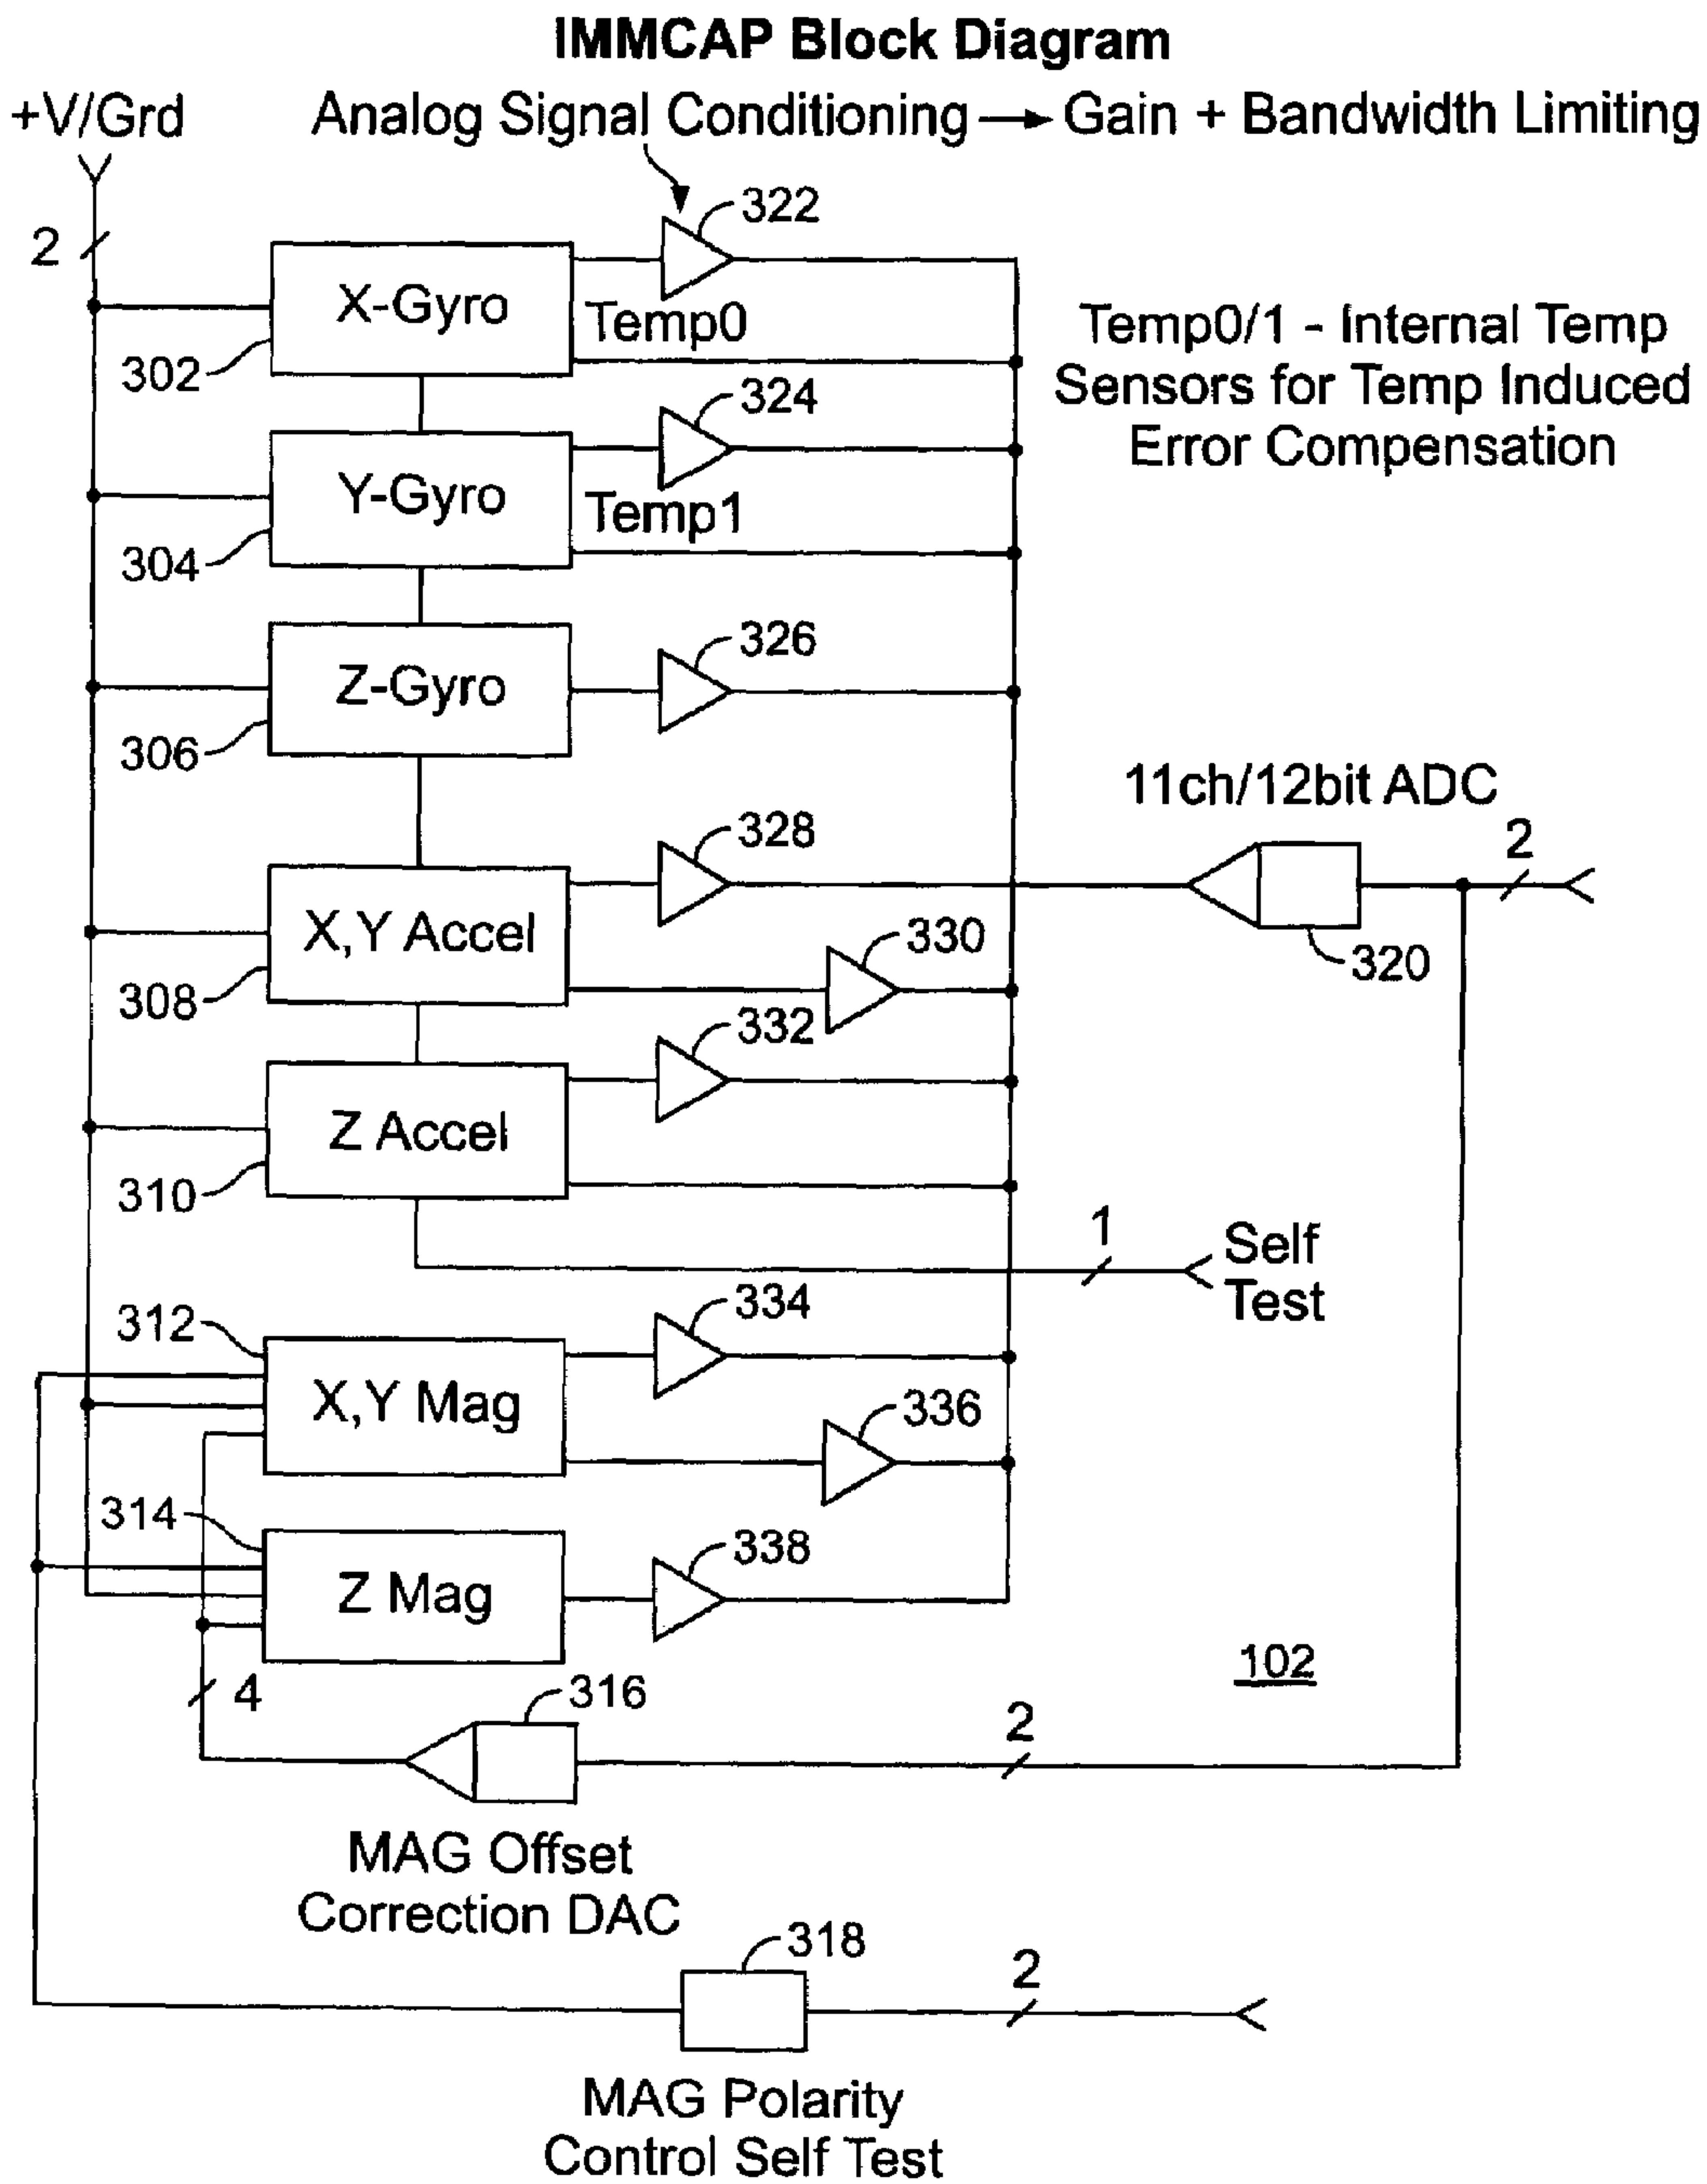 IMMCAP Block Diagram
+V/Grd
Analog Signal Conditioning → Gain + Bandwidth Limiting
322
2
X-Gyro
Temp0
302
Temp0/1 - Internal Temp
Sensors for Temp Induced
Error Compensation
324
Y-Gyro
Temp1
304
326
Z-Gyro
306
11ch/12bit ADC
328
2
X,Y Accel
330
320
308
332
Z Accel
310
1
Self
Test
312
334
X,Y Mag
336
314
338
Z Mag
102
4
316
2
MAG Offset
Correction DAC
318
2
MAG Polarity
Control Self Test